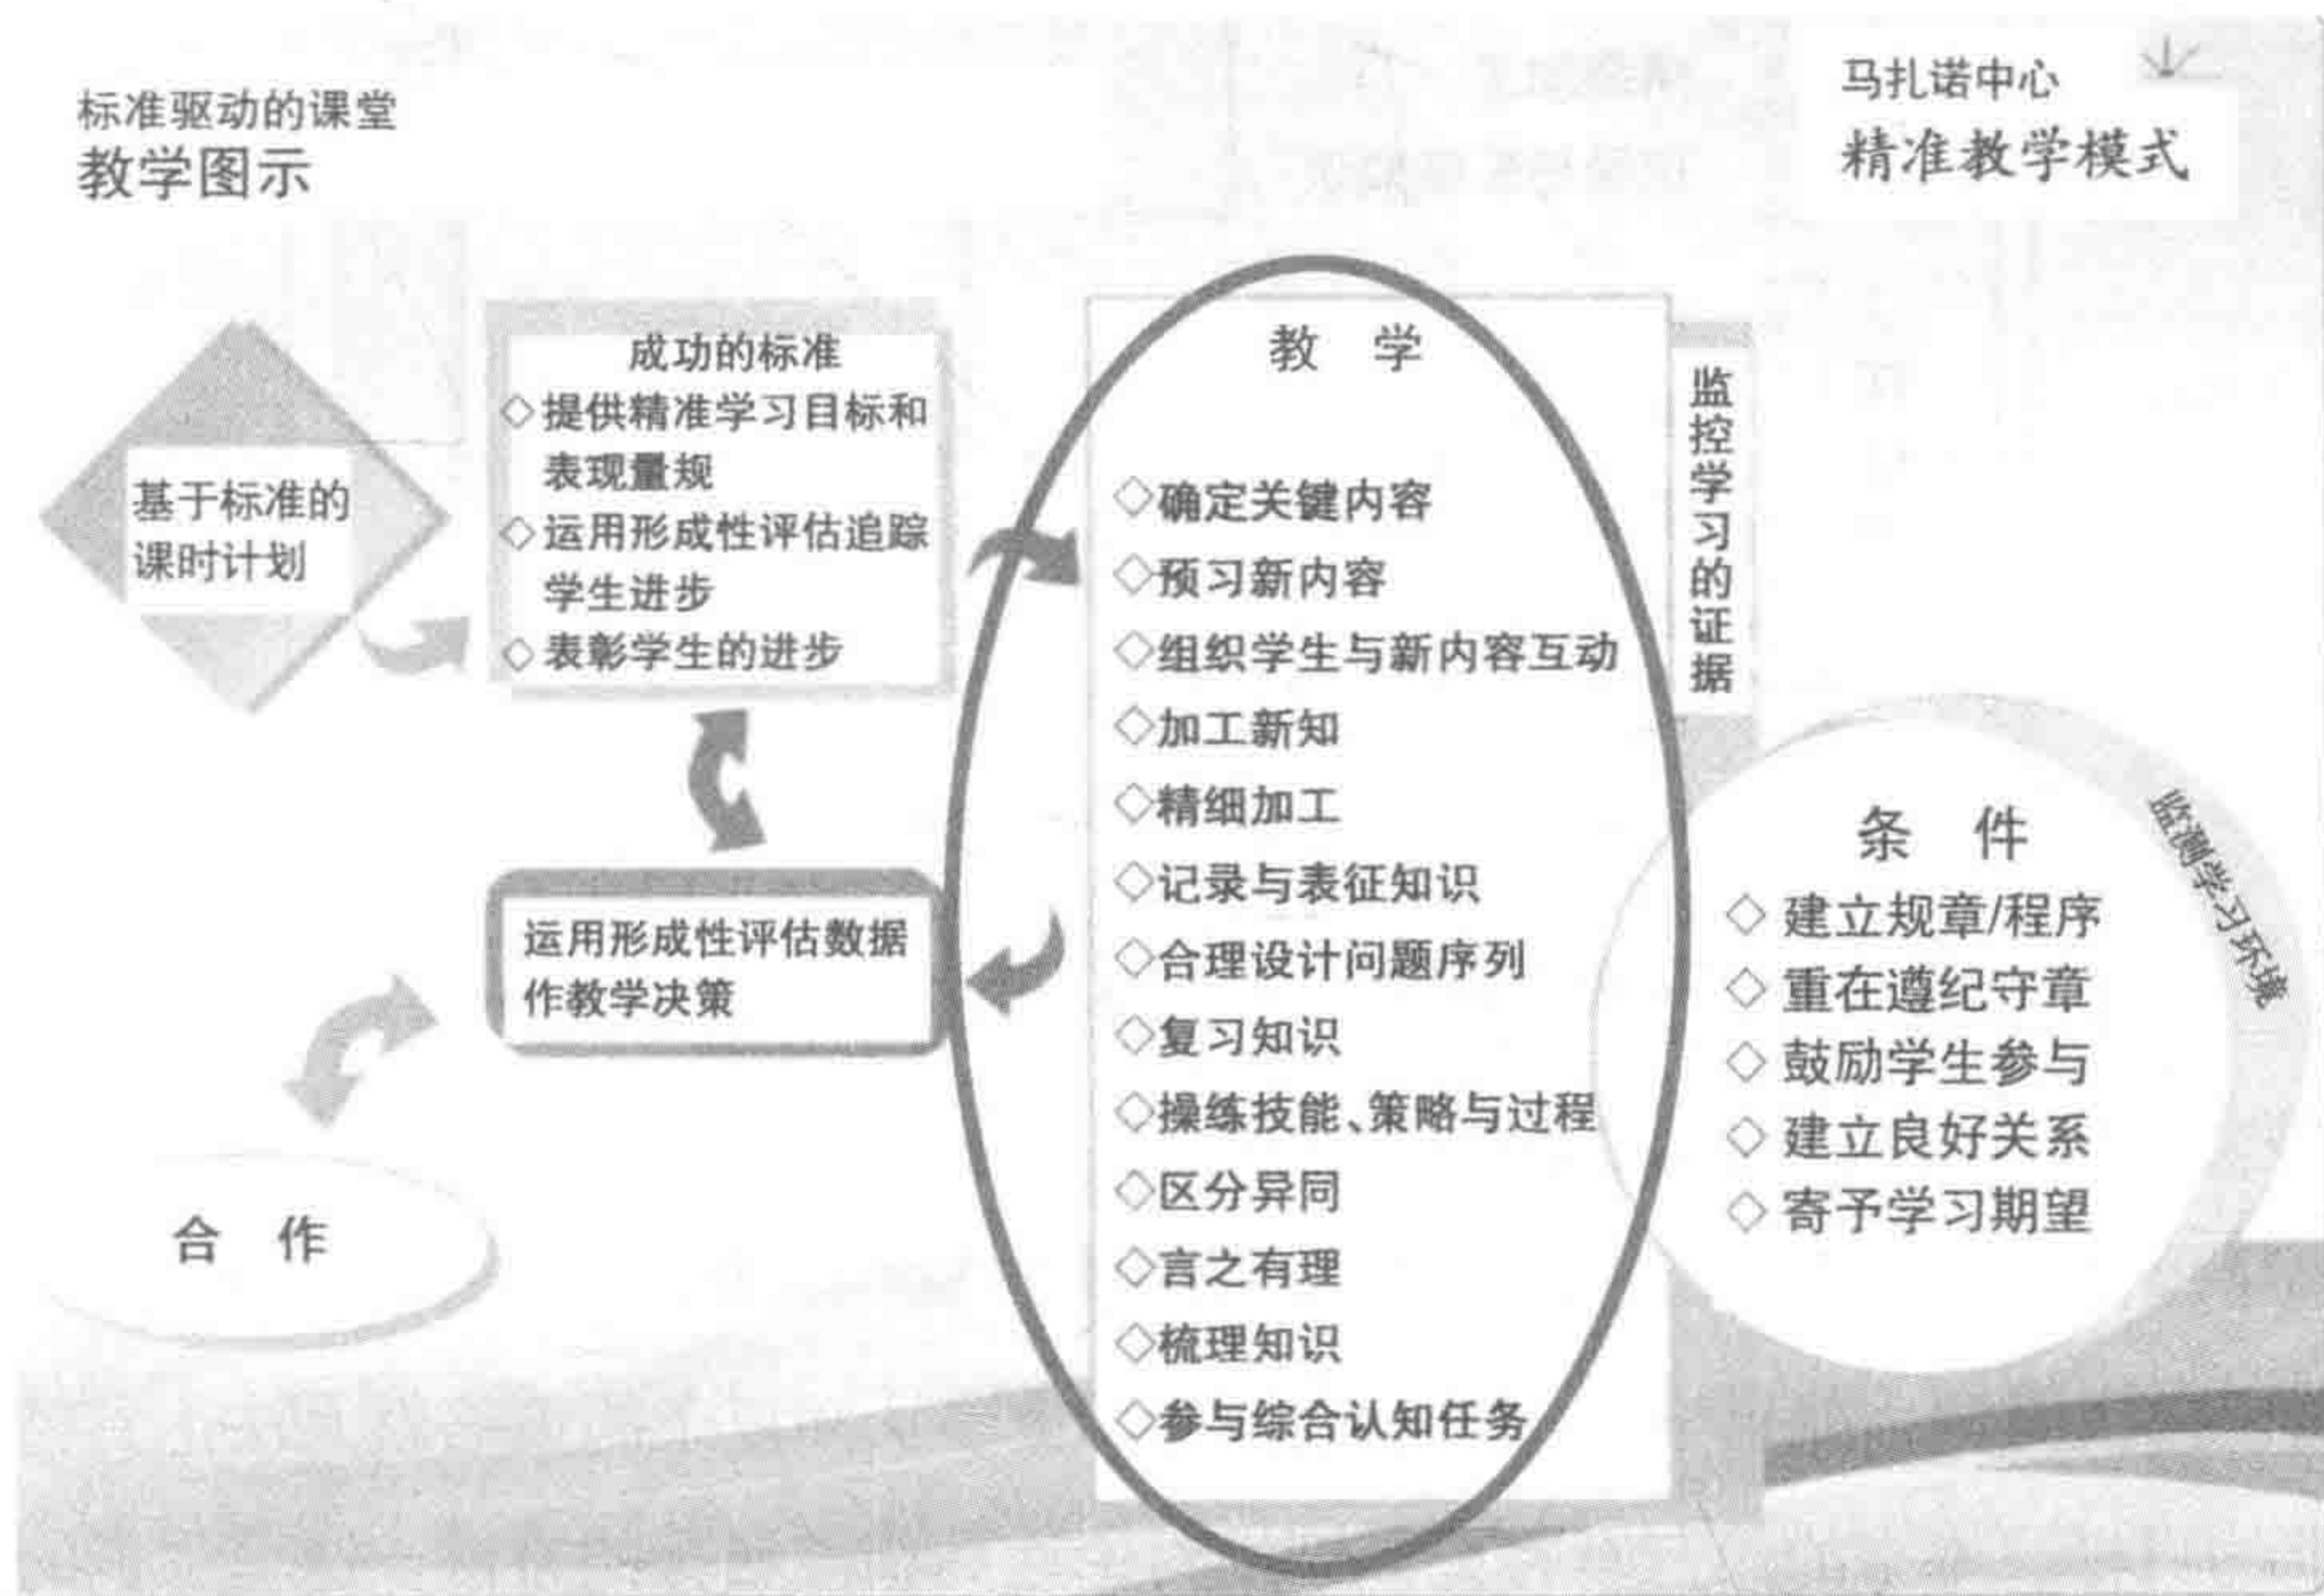 标准驱动的课堂
教学图示
马扎诺中心
精准教学模式
基于标准的
课时计划
成功的标准
◇提供精准学习目标和
表现量规
◇运用形成性评估追踪
学生进步
◇表彰学生的进步
运用形成性评估数据
作教学决策
合 作
教 学
◇确定关键内容
◇预习新内容
◇组织学生与新内容互动
◇加工新知
◇精细加工
◇记录与表征知识
◇合理设计问题序列
◇复习知识
◇操练技能、策略与过程
◇区分异同
◇言之有理
◇梳理知识
◇参与综合认知任务
监控学习的证据
条 件
◇建立规章/程序
◇重在遵纪守章
◇鼓励学生参与
◇建立良好关系
◇寄予学习期望
监测学习环境